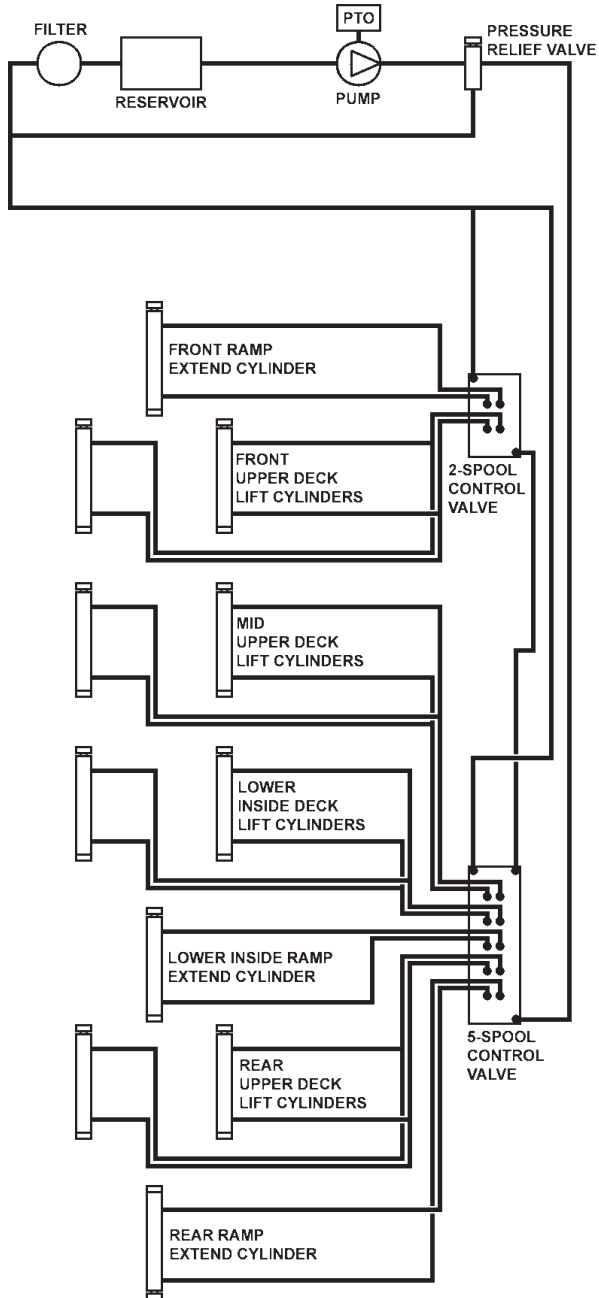 PTO
FILTER
PRESSURE
RELIEF VALVE
RESERVOIR
PUMP
FRONT RAMP
EXTEND CYLINDER
FRONT
UPPER DECK
LIFT CYLINDERS
2-SPOOL
CONTROL
VALVE
MID
UPPER DECK
LIFT CYLINDERS
LOWER
INSIDE DECK
LIFT CYLINDERS
LOWER INSIDE RAMP
EXTEND CYLINDER
5-SPOOL
CONTROL
VALVE
REAR
UPPER DECK
LIFT CYLINDERS
REAR RAMP
EXTEND CYLINDER